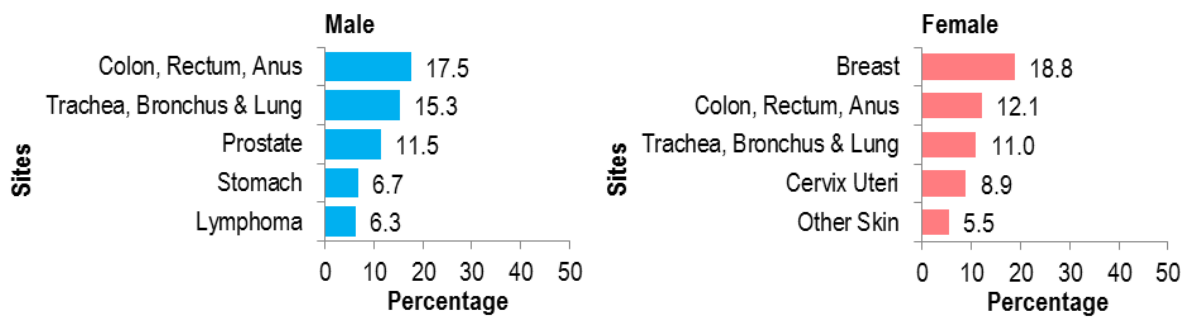 Male
Sites
Colon, Rectum, Anus 17.5
Trachea, Bronchus & Lung 15.3
Prostate 11.5
Stomach 6.7
Lymphoma 6.3
0 10 20 30 40 50
Percentage
Female
Sites
Breast 18.8
Colon, Rectum, Anus 12.1
Trachea, Bronchus & Lung 11.0
Cervix Uteri 8.9
Other Skin 5.5
0 10 20 30 40 50
Percentage